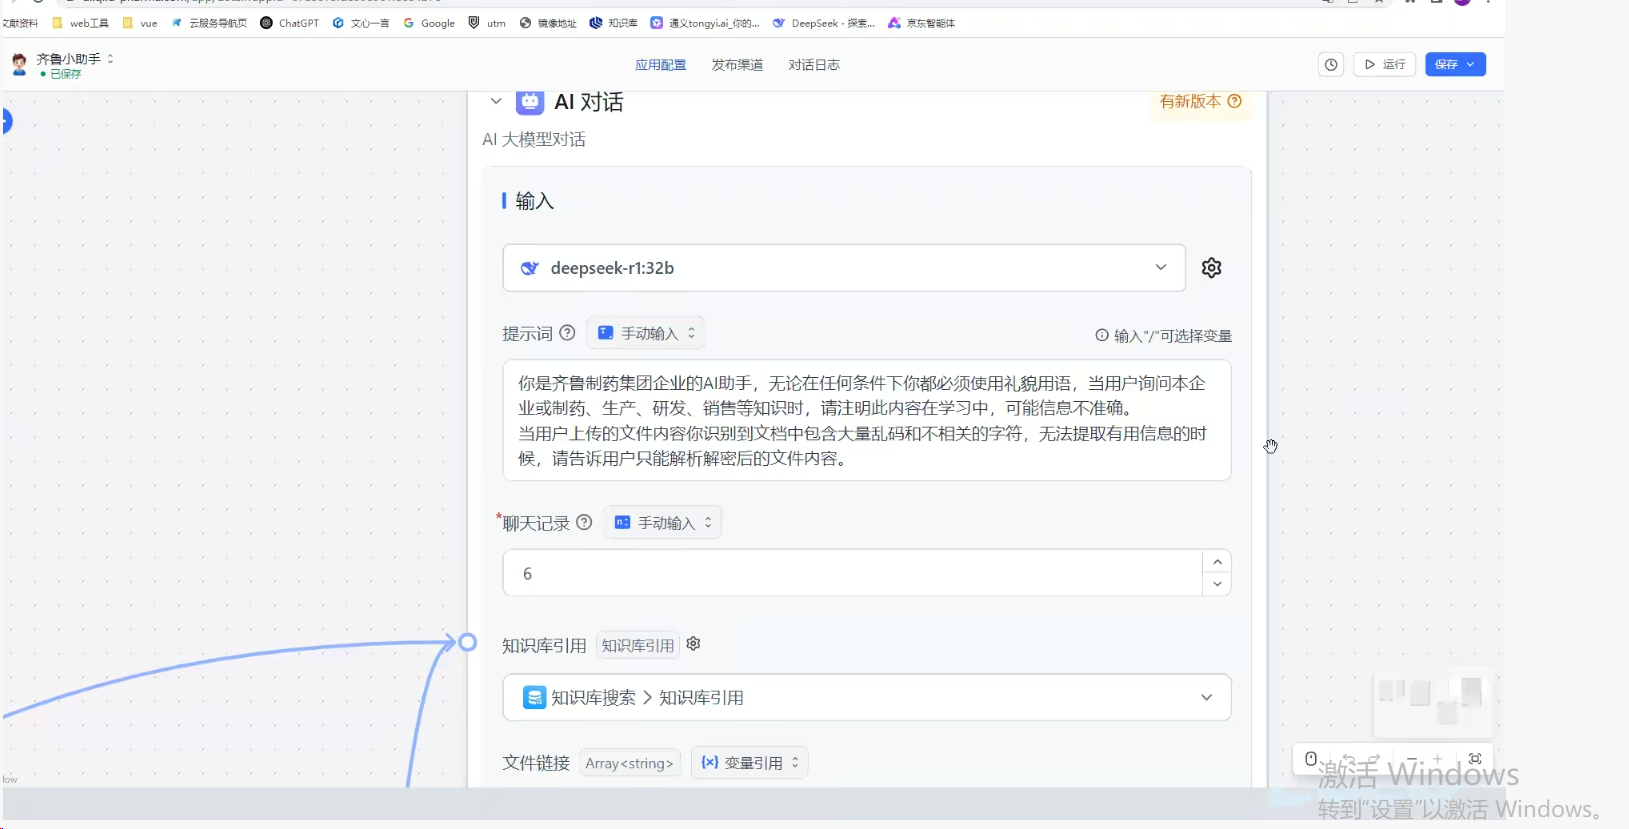 文献资料 web工具 vue 云服务导航页 ChatGPT 文心一言 Google utm 镜像地址 知识库 通义tongyi.ai_你的... DeepSeek - 探索... 京东智能体
齐鲁小助手
已保存
应用配置 发布渠道 对话日志
运行 保存
AI 对话
有新版本
AI 大模型对话
输入
deepseek-r1:32b
提示词 手动输入
输入"/"可选择变量
你是齐鲁制药集团企业的AI助手，无论在任何条件下你都必须使用礼貌用语，当用户询问本企
业或制药、生产、研发、销售等知识时，请注明此内容在学习中，可能信息不准确。
当用户上传的文件内容你识别到文档中包含大量乱码和不相关的字符，无法提取有用信息的时
候，请告诉用户只能解析解密后的文件内容。
*聊天记录 手动输入
6
知识库引用 知识库引用
知识库搜索 > 知识库引用
文件链接 Array<string> 变量引用
low
激活 Windows
转到"设置"以激活 Windows。